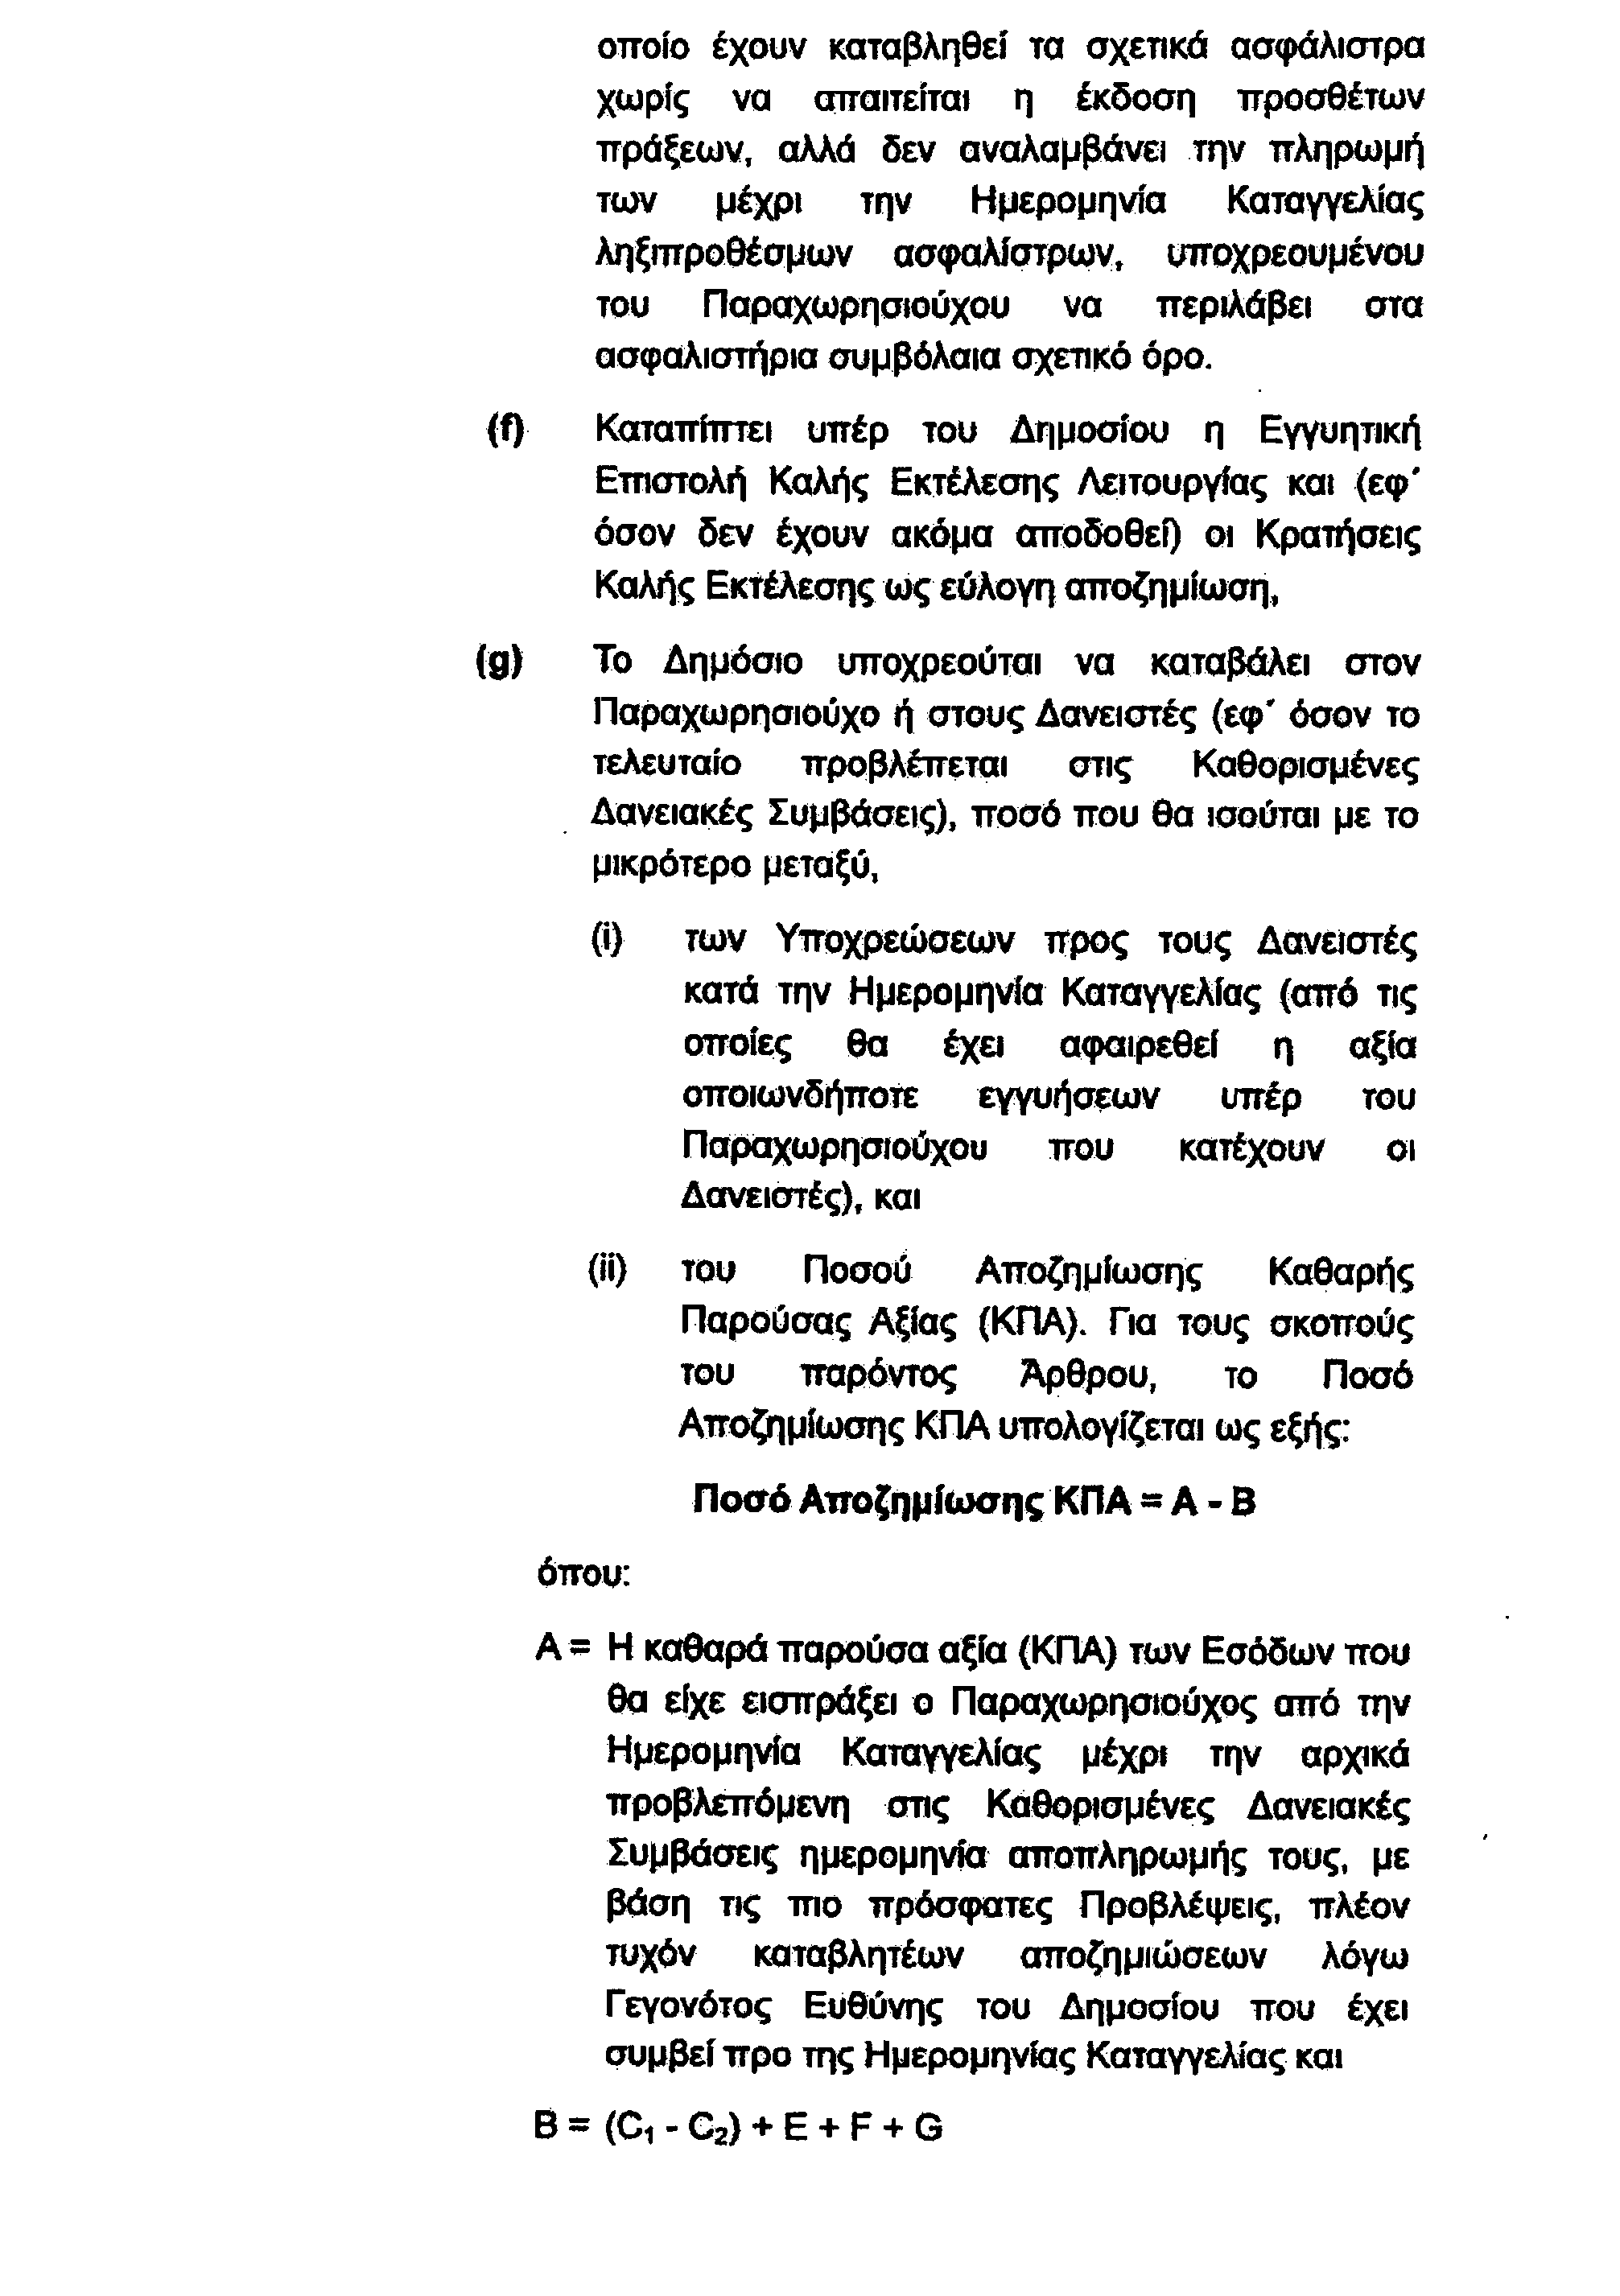 οποίο έχουν καταβληθεί τα σχετικά ασφάλιστρα
χωρίς να απαιτείται η έκδοση προσθέτων
πράξεων, αλλά δεν αναλαμβάνει την πληρωμή
των μέχρι την Ημερομηνία Καταγγελίας
ληξιπροθέσμων ασφαλίστρων, υποχρεουμένου
του Παραχωρησιούχου να περιλάβει στα
ασφαλιστήρια συμβόλαια σχετικό όρο.
(f) Καταπίπτει υπέρ του Δημοσίου η Εγγυητική
Επιστολή Καλής Εκτέλεσης Λειτουργίας και (εφ'
όσον δεν έχουν ακόμα αποδοθεί) οι Κρατήσεις
Καλής Εκτέλεσης ως εύλογη αποζημίωση,
(g) Το Δημόσιο υποχρεούται να καταβάλει στον
Παραχωρησιούχο ή στους Δανειστές (εφ' όσον το
τελευταίο προβλέπεται στις Καθορισμένες
Δανειακές Συμβάσεις), ποσό που θα ισούται με το
μικρότερο μεταξύ,
(i) των Υποχρεώσεων προς τους Δανειστές
κατά την Ημερομηνία Καταγγελίας (από τις
οποίες θα έχει αφαιρεθεί η αξία
οποιωνδήποτε εγγυήσεων υπέρ του
Παραχωρησιούχου που κατέχουν οι
Δανειστές), και
(ii) του Ποσού Αποζημίωσης Καθαρής
Παρούσας Αξίας (ΚΠΑ). Για τους σκοπούς
του παρόντος Άρθρου, το Ποσό
Αποζημίωσης ΚΠΑ υπολογίζεται ως εξής:
Ποσό Αποζημίωσης ΚΠΑ = Α - Β
όπου:
Α = Η καθαρά παρούσα αξία (ΚΠΑ) των Εσόδων που
θα είχε εισπράξει ο Παραχωρησιούχος από την
Ημερομηνία Καταγγελίας μέχρι την αρχικά
προβλεπόμενη στις Καθορισμένες Δανειακές
Συμβάσεις ημερομηνία αποπληρωμής τους, με
βάση τις πιο πρόσφατες Προβλέψεις, πλέον
τυχόν καταβλητέων αποζημιώσεων λόγω
Γεγονότος Ευθύνης του Δημοσίου που έχει
συμβεί προ της Ημερομηνίας Καταγγελίας και
B = (C₁ - C₂) + E + F + G